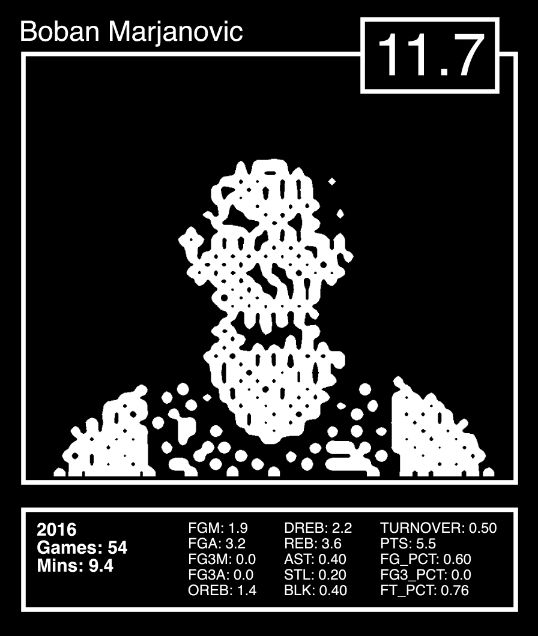 Boban Marjanovic
11.7
2016
Games: 54
Mins: 9.4
FGM: 1.9
FGA: 3.2
FG3M: 0.0
FG3A: 0.0
OREB: 1.4
DREB: 2.2
REB: 3.6
AST: 0.40
STL: 0.20
BLK: 0.40
TURNOVER: 0.50
PTS: 5.5
FG_PCT: 0.60
FG3_PCT: 0.0
FT_PCT: 0.76